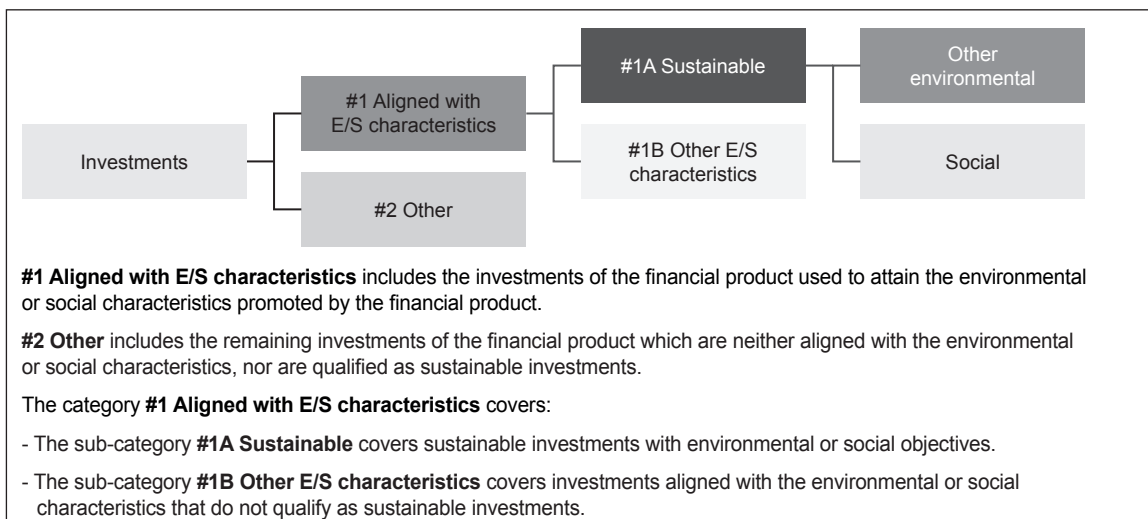 #1A Sustainable
Other
environmental
#1 Aligned with
E/S characteristics
Investments
#1B Other E/S
characteristics
Social
#2 Other
#1 Aligned with E/S characteristics includes the investments of the financial product used to attain the environmental
or social characteristics promoted by the financial product.
#2 Other includes the remaining investments of the financial product which are neither aligned with the environmental
or social characteristics, nor are qualified as sustainable investments.
The category #1 Aligned with E/S characteristics covers:
- The sub-category #1A Sustainable covers sustainable investments with environmental or social objectives.
- The sub-category #1B Other E/S characteristics covers investments aligned with the environmental or social
characteristics that do not qualify as sustainable investments.